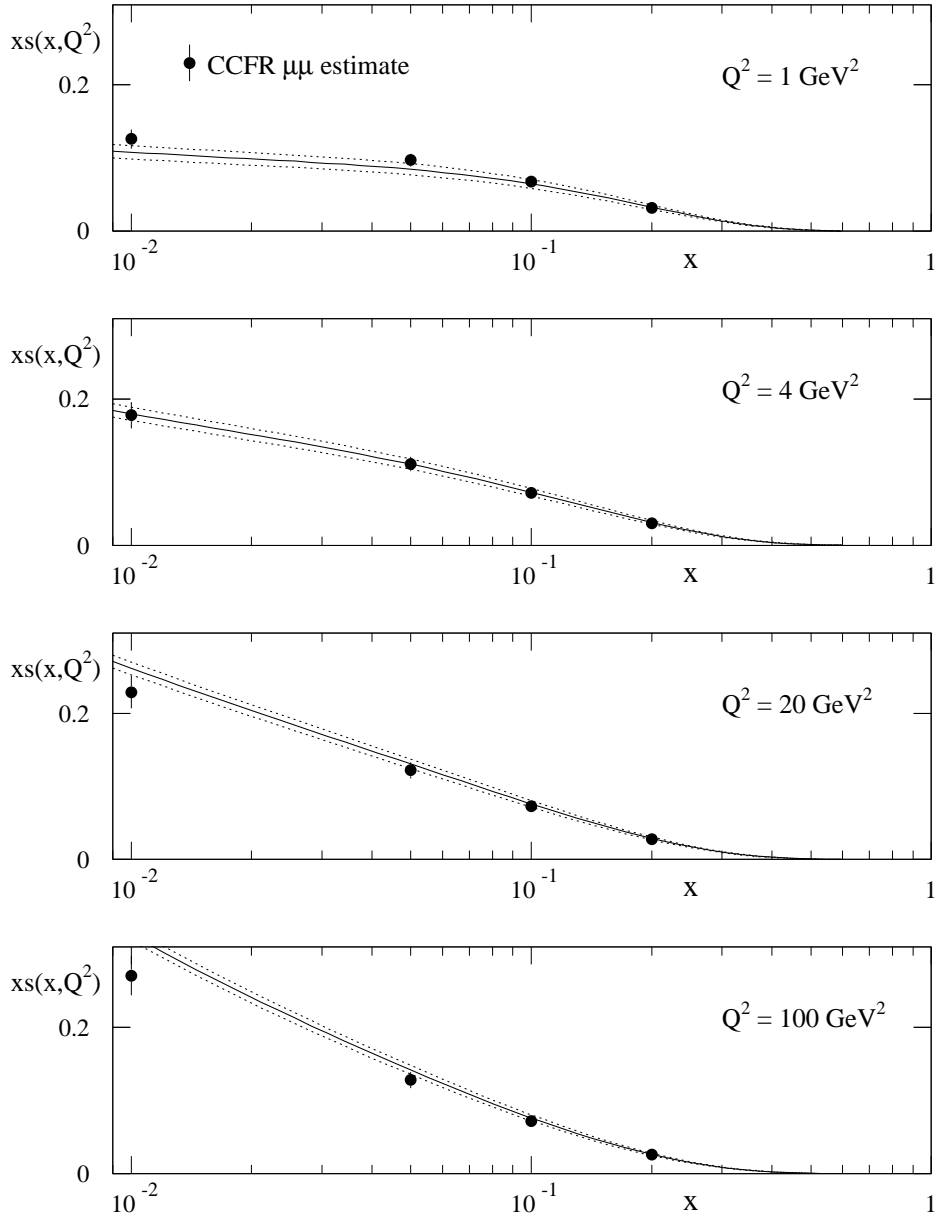 xs(x,Q²)
CCFR μμ estimate
Q² = 1 GeV²
0.2
0
10⁻²
10⁻¹
x
1
xs(x,Q²)
Q² = 4 GeV²
0.2
0
10⁻²
10⁻¹
x
1
xs(x,Q²)
Q² = 20 GeV²
0.2
0
10⁻²
10⁻¹
x
1
xs(x,Q²)
Q² = 100 GeV²
0.2
0
10⁻²
10⁻¹
x
1